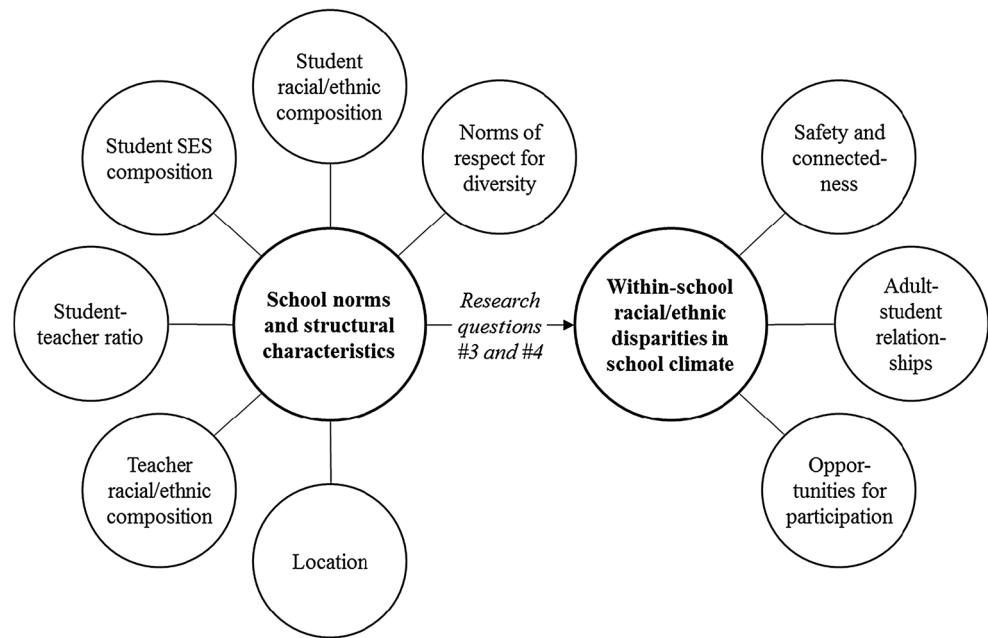 Student
racial/ethnic
composition
Student SES
composition
Norms of
respect for
diversity
Student-
teacher ratio
School norms
and structural
characteristics
Teacher
racial/ethnic
composition
Location
Research
questions
#3 and #4
Within-school
racial/ethnic
disparities in
school climate
Safety and
connected-
ness
Adult-
student
relation-
ships
Oppor-
tunities for
participation